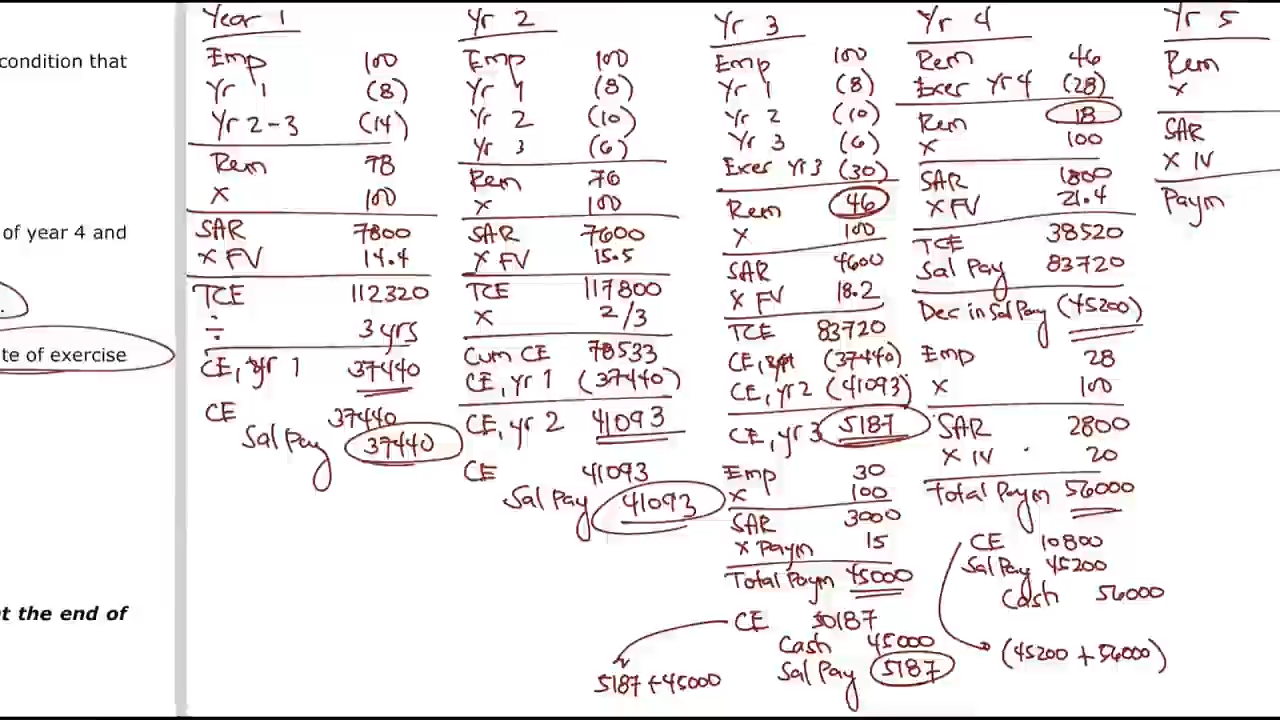 condition that
of year 4 and
te of exercise
t the end of
Year 1
Emp 100
Yr 1 (8)
Yr 2-3 (14)
Rem 78
X 100
SAR 7800
X FV 14.4
TCE 112320
÷ 3 yrs
CE, yr 1 37440
CE 37440
Sal Pay 37440
Yr 2
Emp 100
Yr 1 (8)
Yr 2 (10)
Yr 3 (6)
Rem 76
X 100
SAR 7600
X FV 15.5
TCE 117800
X 2/3
Cum CE 78533
CE, yr 1 (37440)
CE, yr 2 41093
CE 41093
Sal Pay 41093
Yr 3
Emp 100
Yr 1 (8)
Yr 2 (10)
Yr 3 (6)
Exer Yr 3 (30)
Rem 46
X 100
SAR 4600
X FV 18.2
TCE 83720
CE, (37440)
CE, yr 2 (41093)
CE, yr 3 5187
Emp 30
X 100
SAR 3000
X Paym 15
Total Paym 45000
CE 50187
Cash 45000
Sal Pay 5187
5187 + 45000
Yr 4
Rem 46
Exer Yr 4 (28)
Rem 18
X 100
SAR 1800
X FV 21.4
TCE 38520
Sal Pay 83720
Dec in Sal Pay (45200)
Emp 28
X 100
SAR 2800
X IV 20
Total Paym 56000
CE 10800
Sal Pay 45200
Cash 56000
(45200 + 56000)
Yr 5
Rem
X
SAR
X IV
Paym